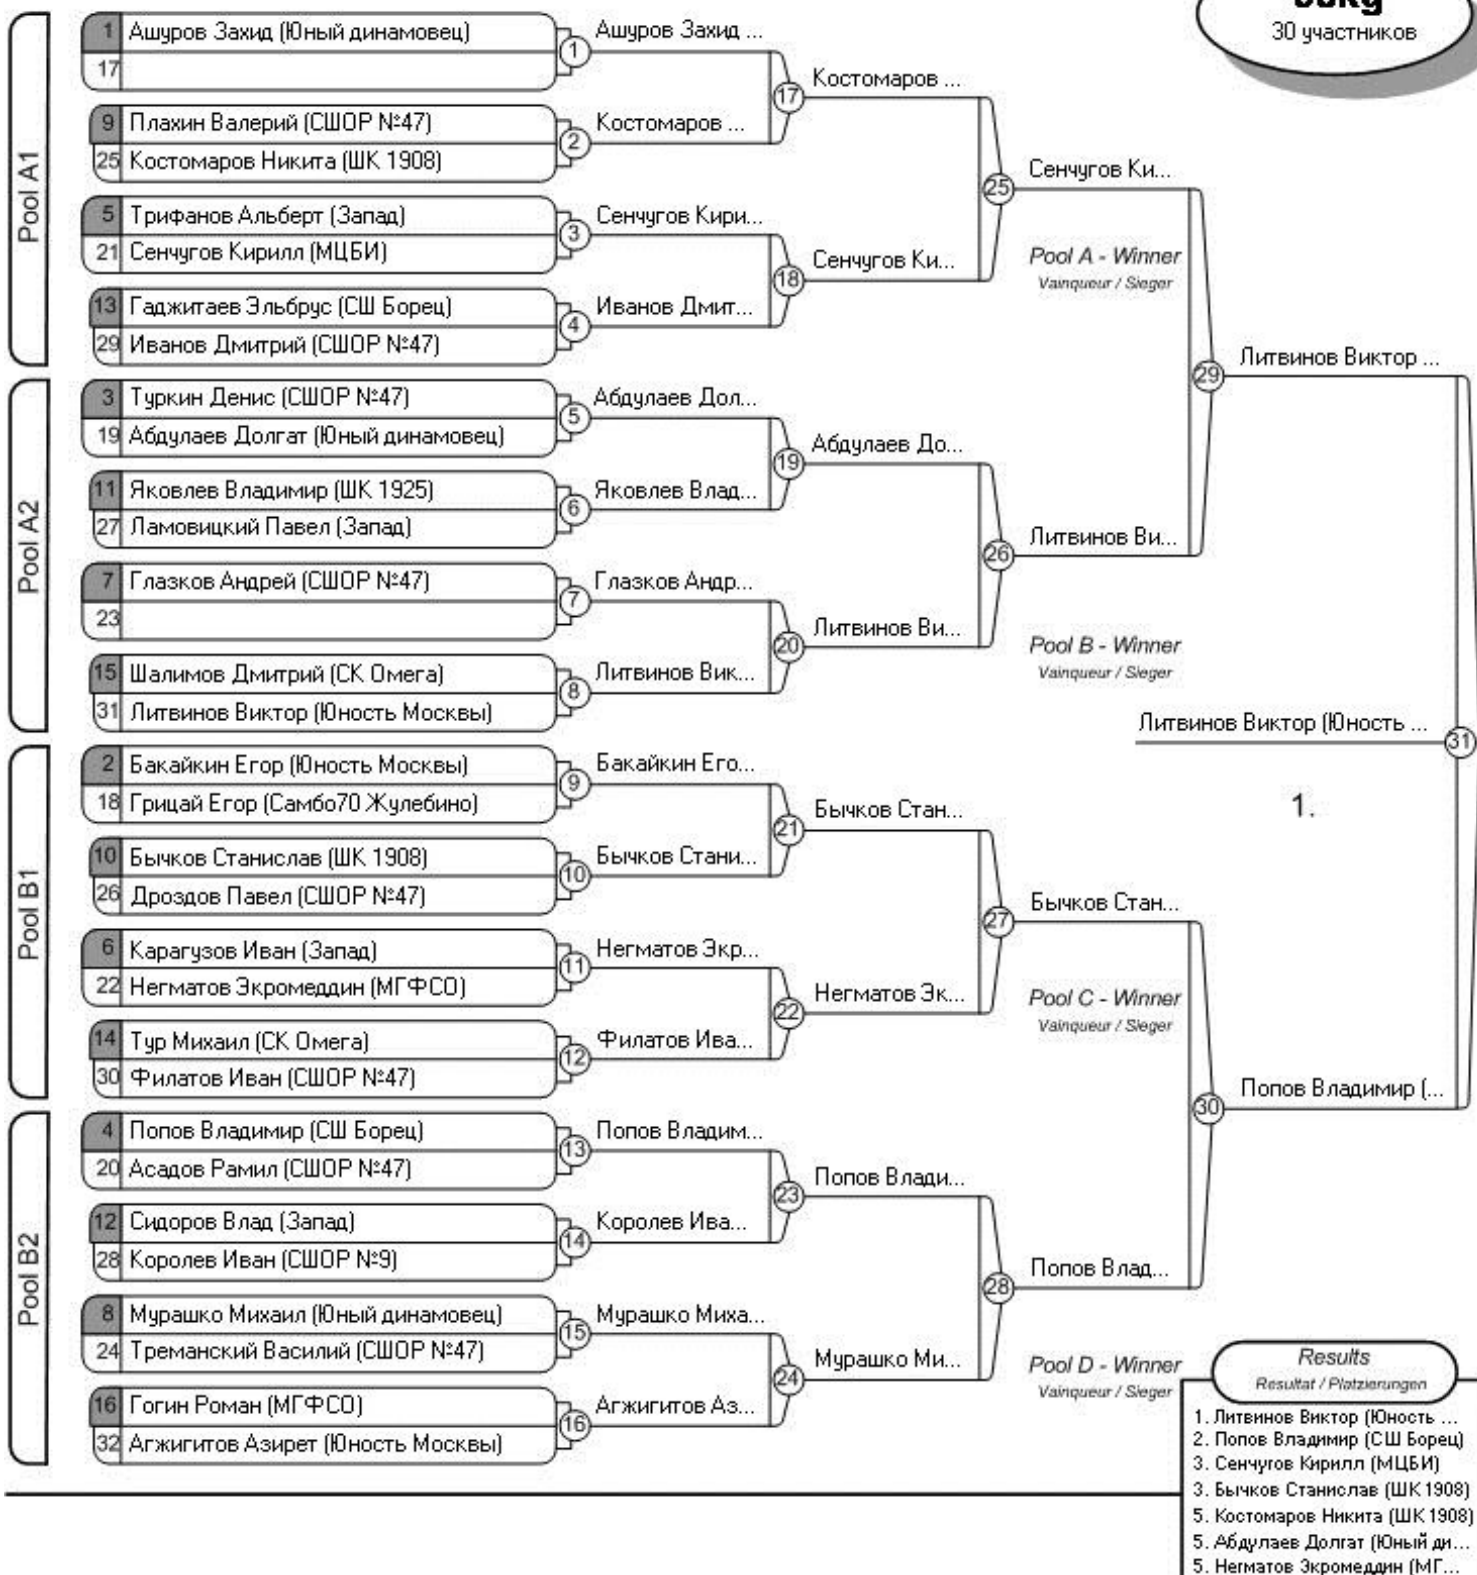 30 участников
Pool A1
1 Ашуров Захид (Юный динамовец)
17
9 Плахин Валерий (СШОР №47)
25 Костомаров Никита (ШК 1908)
5 Трифанов Альберт (Запад)
21 Сенчугов Кирилл (МЦБИ)
13 Гаджитаев Эльбрус (СШ Борец)
29 Иванов Дмитрий (СШОР №47)
Pool A2
3 Туркин Денис (СШОР №47)
19 Абдулаев Долгат (Юный динамовец)
11 Яковлев Владимир (ШК 1925)
27 Ламовицкий Павел (Запад)
7 Глазков Андрей (СШОР №47)
23
15 Шалимов Дмитрий (СК Омега)
31 Литвинов Виктор (Юность Москвы)
Pool B1
2 Бакайкин Егор (Юность Москвы)
18 Грицай Егор (Самбо70 Жулебино)
10 Бычков Станислав (ШК 1908)
26 Дроздов Павел (СШОР №47)
6 Карагузов Иван (Запад)
22 Негматов Экромеддин (МГФСО)
14 Тур Михаил (СК Омега)
30 Филатов Иван (СШОР №47)
Pool B2
4 Попов Владимир (СШ Борец)
20 Асадов Рамил (СШОР №47)
12 Сидоров Влад (Запад)
28 Королев Иван (СШОР №9)
8 Мурашко Михаил (Юный динамовец)
24 Треманский Василий (СШОР №47)
16 Гогин Роман (МГФСО)
32 Агжигитов Азирет (Юность Москвы)
1 Ашуров Захид ...
2 Костомаров ...
3 Сенчугов Кири...
4 Иванов Дмит...
5 Абдулаев Дол...
6 Яковлев Влад...
7 Глазков Андр...
8 Литвинов Вик...
9 Бакайкин Его...
10 Бычков Стани...
11 Негматов Экр...
12 Филатов Ива...
13 Попов Владим...
14 Королев Ива...
15 Мурашко Миха...
16 Агжигитов Аз...
17 Костомаров ...
18 Сенчугов Ки...
19 Абдулаев До...
20 Литвинов Ви...
21 Бычков Стан...
22 Негматов Эк...
23 Попов Влади...
24 Мурашко Ми...
25 Сенчугов Ки...
Pool A - Winner
Vainqueur / Sieger
26 Литвинов Ви...
Pool B - Winner
Vainqueur / Sieger
27 Бычков Стан...
Pool C - Winner
Vainqueur / Sieger
28 Попов Влад...
Pool D - Winner
Vainqueur / Sieger
29 Литвинов Виктор ...
30 Попов Владимир (...
Литвинов Виктор (Юность ... 31
1.
Results
Resultat / Platzierungen
1. Литвинов Виктор (Юность ...
2. Попов Владимир (СШ Борец)
3. Сенчугов Кирилл (МЦБИ)
3. Бычков Станислав (ШК 1908)
5. Костомаров Никита (ШК 1908)
5. Абдулаев Долгат (Юный ди...
5. Негматов Экромеддин (МГ...